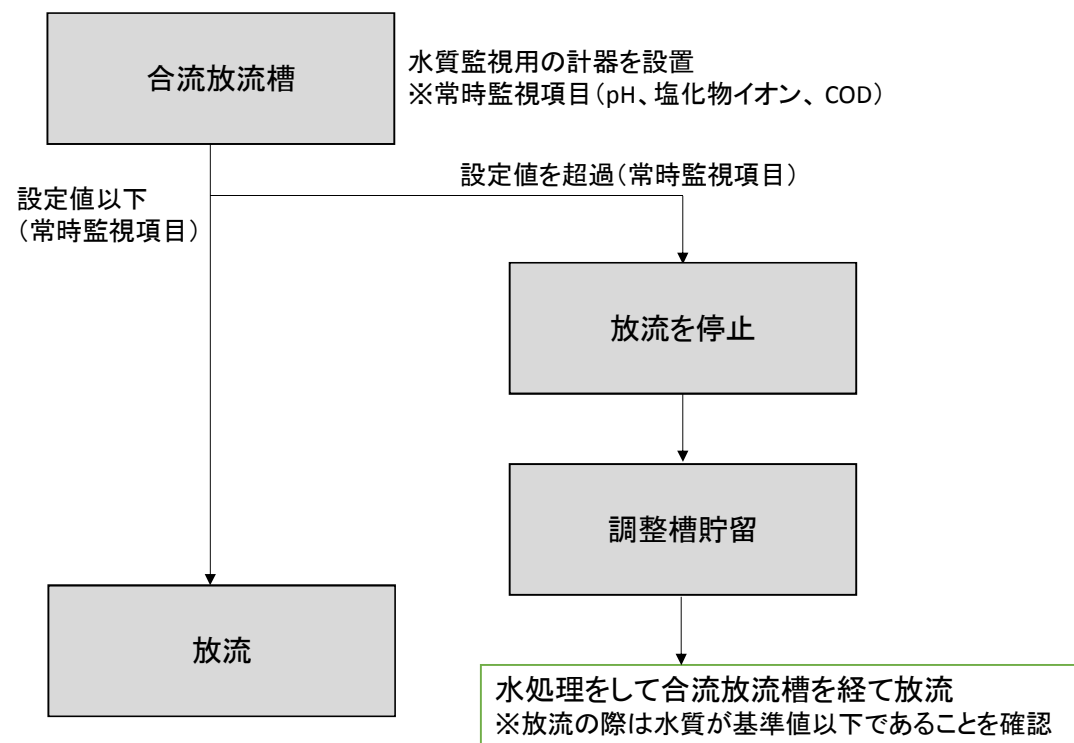 合流放流槽
水質監視用の計器を設置
※常時監視項目（pH、塩化物イオン、COD）
設定値を超過（常時監視項目）
設定値以下
（常時監視項目）
放流を停止
調整槽貯留
放流
水処理をして合流放流槽を経て放流
※放流の際は水質が基準値以下であることを確認